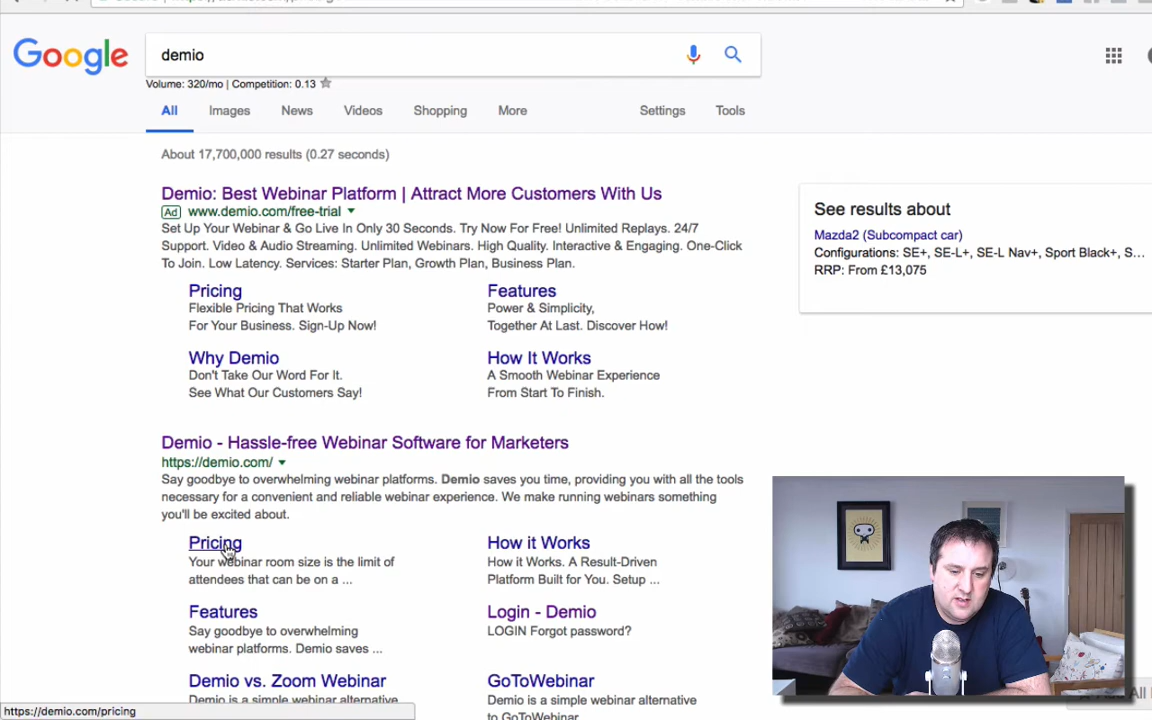 Google
demio
Volume: 320/mo | Competition: 0.13
All Images News Videos Shopping More Settings Tools
About 17,700,000 results (0.27 seconds)
Demio: Best Webinar Platform | Attract More Customers With Us
Ad www.demio.com/free-trial
Set Up Your Webinar & Go Live In Only 30 Seconds. Try Now For Free! Unlimited Replays. 24/7
Support. Video & Audio Streaming. Unlimited Webinars. High Quality. Interactive & Engaging. One-Click
To Join. Low Latency. Services: Starter Plan, Growth Plan, Business Plan.
Pricing
Flexible Pricing That Works
For Your Business. Sign-Up Now!
Features
Power & Simplicity,
Together At Last. Discover How!
Why Demio
Don't Take Our Word For It.
See What Our Customers Say!
How It Works
A Smooth Webinar Experience
From Start To Finish.
See results about
Mazda2 (Subcompact car)
Configurations: SE+, SE-L+, SE-L Nav+, Sport Black+, S...
RRP: From £13,075
Demio - Hassle-free Webinar Software for Marketers
https://demio.com/
Say goodbye to overwhelming webinar platforms. Demio saves you time, providing you with all the tools
necessary for a convenient and reliable webinar experience. We make running webinars something
you'll be excited about.
Pricing
Your webinar room size is the limit of
attendees that can be on a ...
How it Works
How it Works. A Result-Driven
Platform Built for You. Setup ...
Features
Say goodbye to overwhelming
webinar platforms. Demio saves ...
Login - Demio
LOGIN Forgot password?
Demio vs. Zoom Webinar
Demio is a simple webinar alternative
GoToWebinar
Demio is a simple webinar alternative
to GoToWebinar
https://demio.com/pricing